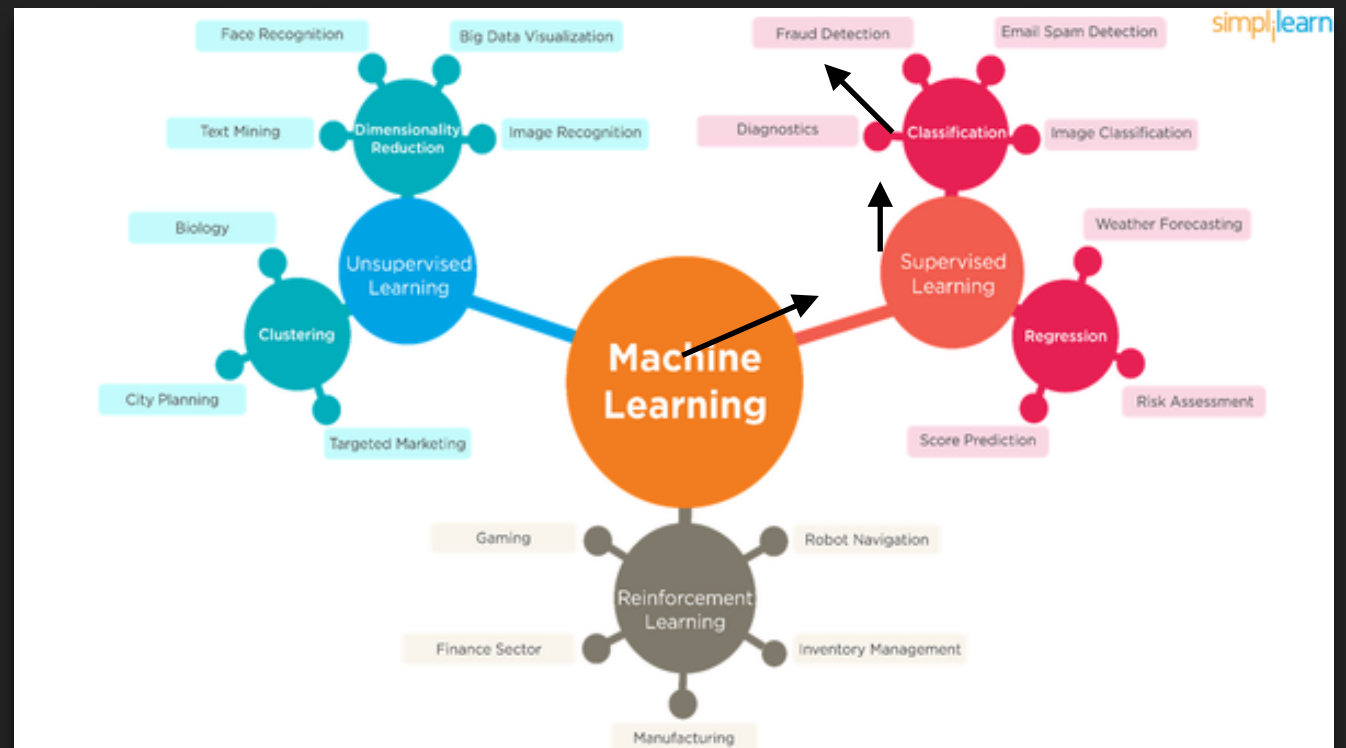 simplilearn
Face Recognition
Big Data Visualization
Text Mining
Dimensionality
Reduction
Image Recognition
Biology
Unsupervised
Learning
Clustering
City Planning
Targeted Marketing
Fraud Detection
Email Spam Detection
Diagnostics
Classification
Image Classification
Supervised
Learning
Weather Forecasting
Regression
Risk Assessment
Score Prediction
Machine
Learning
Gaming
Robot Navigation
Reinforcement
Learning
Finance Sector
Inventory Management
Manufacturing